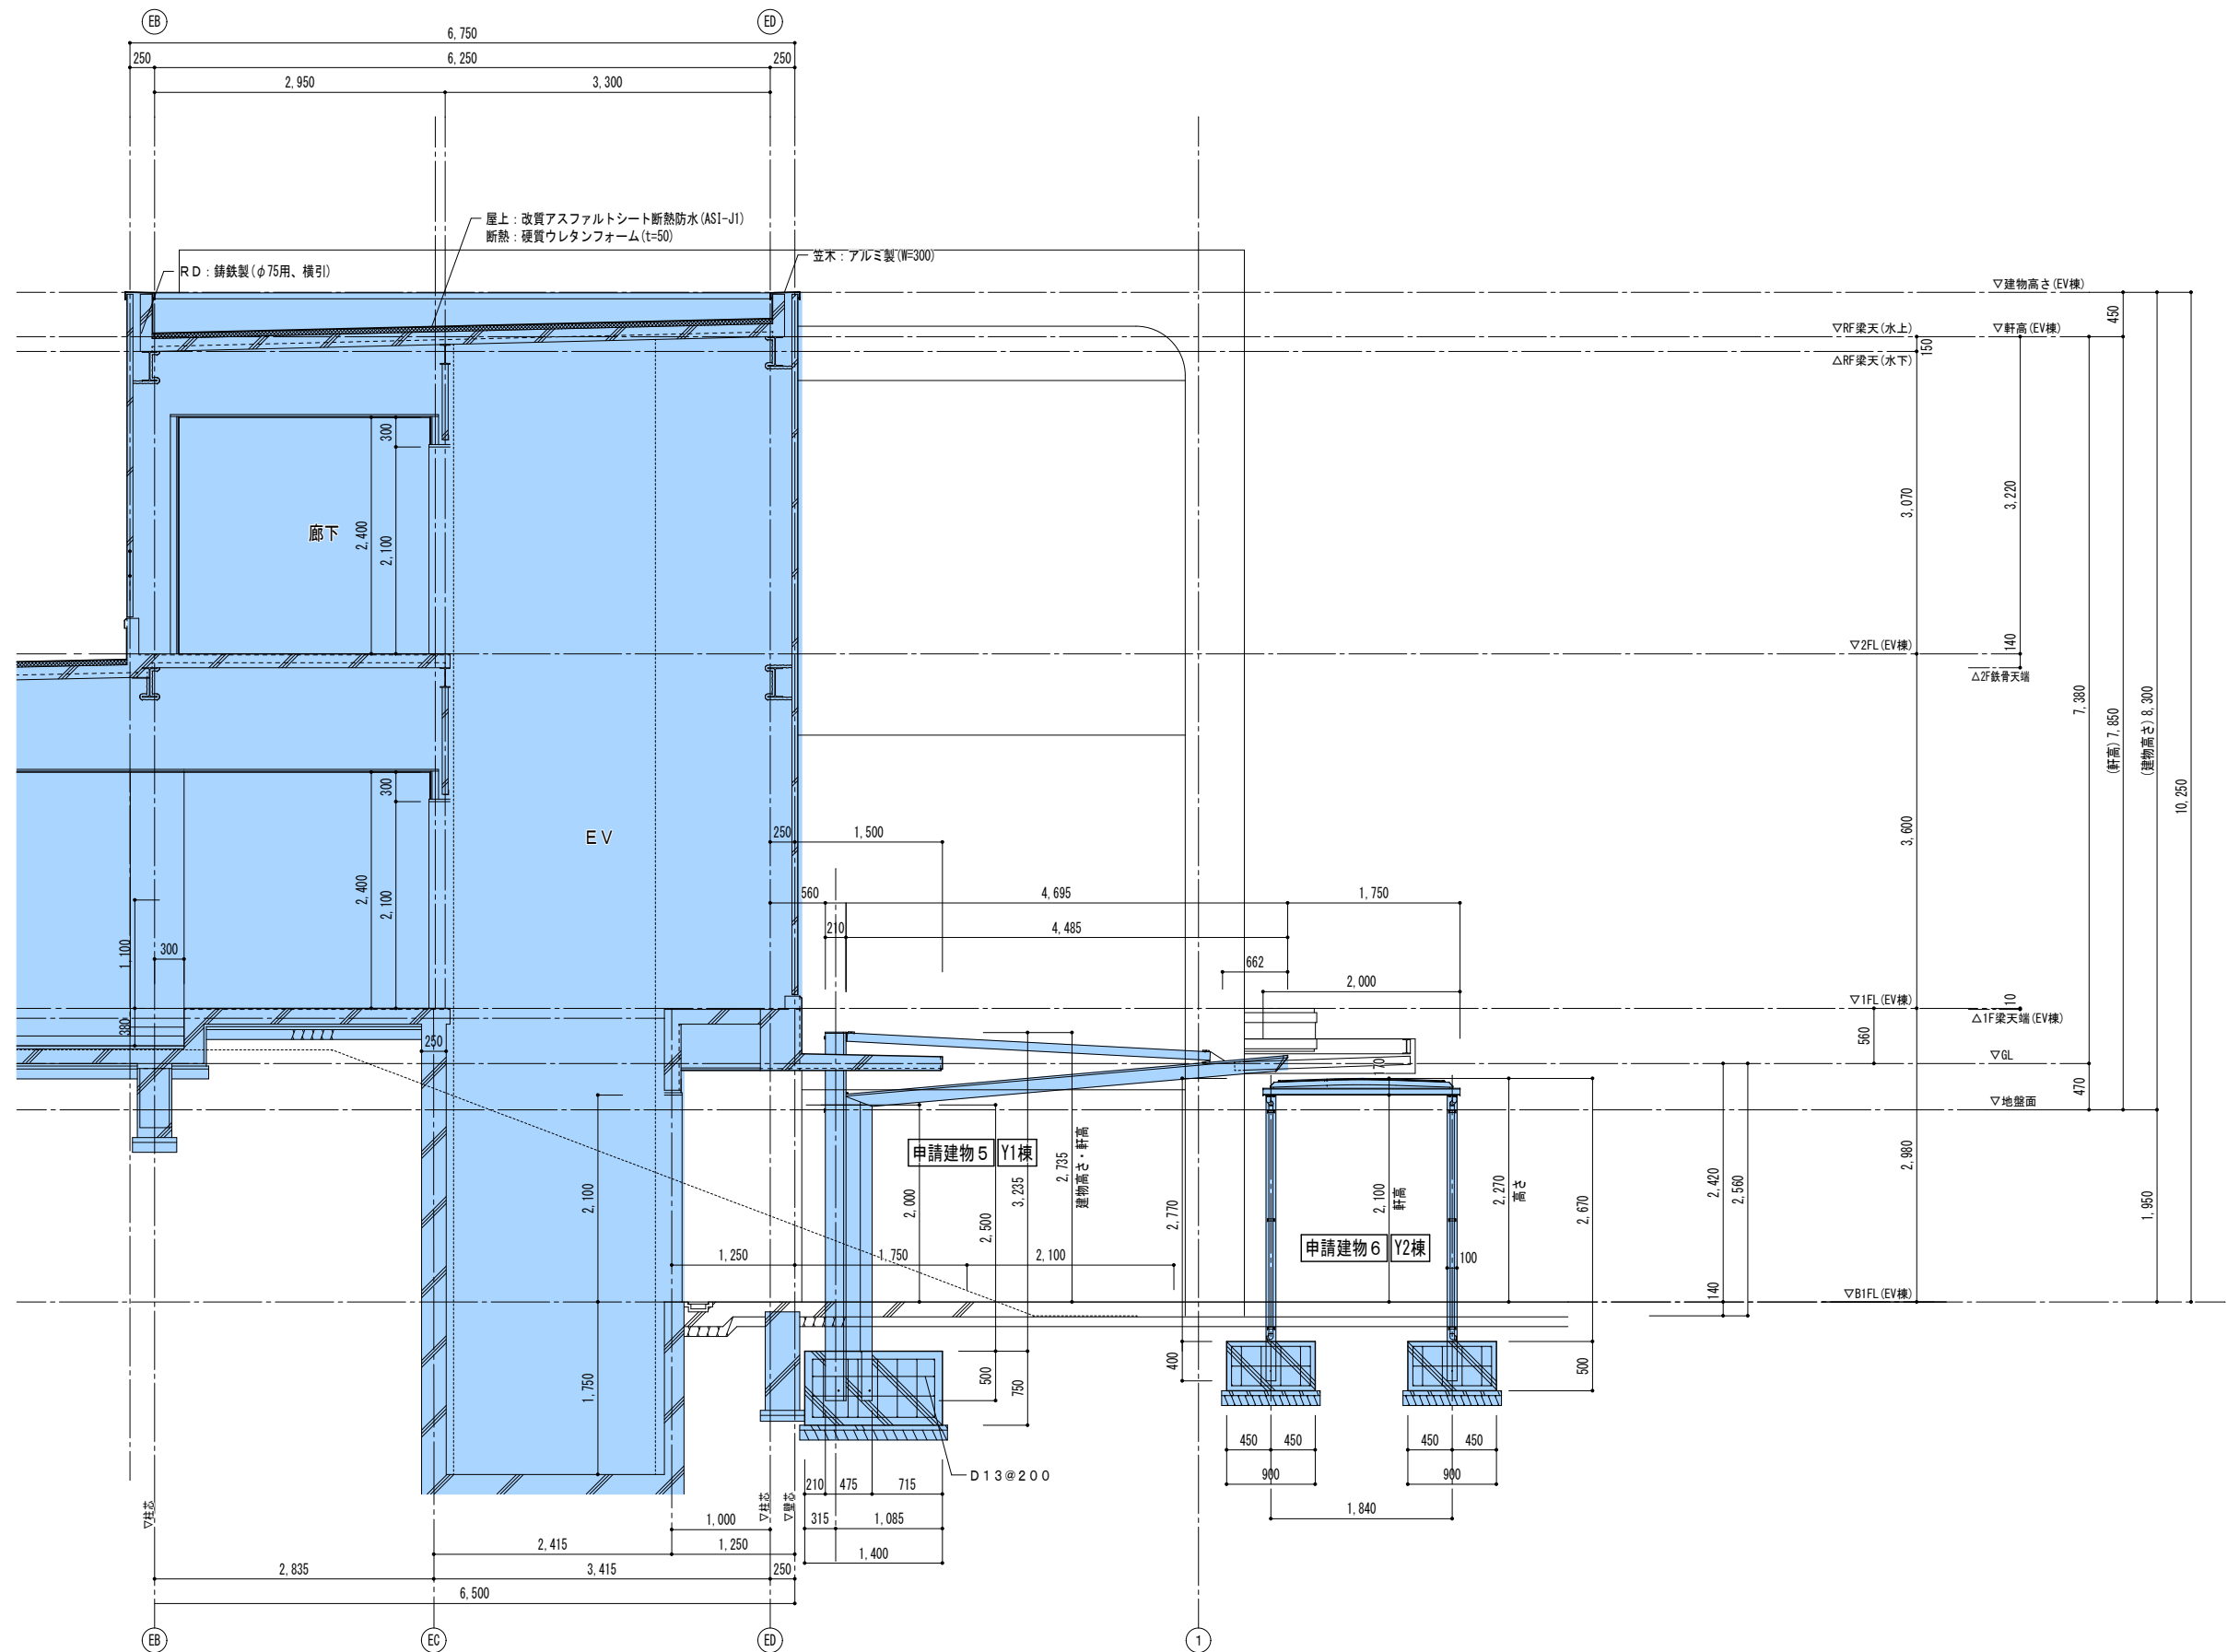 EB
ED
6,750
250
6,250
250
2,950
3,300
屋上：改質アスファルトシート断熱防水(ASI-J1)
断熱：硬質ウレタンフォーム(t=50)
笠木：アルミ製(W=300)
RD：鋳鉄製(φ75用、横引)
▽建物高さ(EV棟)
450
▽RF梁天(水上)
▽軒高(EV棟)
150
△RF梁天(水下)
300
廊下
2,400
2,100
3,070
3,220
▽2FL(EV棟)
140
△2F鉄骨天端
7,380
(軒高)7,850
(建物高さ)8,300
10,250
300
EV
250
1,500
3,600
2,400
2,100
560
4,695
1,750
210
4,485
1,100
300
662
2,000
380
▽1FL(EV棟)
10
△1F梁天端(EV棟)
250
560
▽GL
170
470
▽地盤面
申請建物5
Y1棟
2,735
建物高さ・軒高
3,235
2,000
2,500
2,100
2,770
2,100
軒高
2,270
高さ
2,670
2,420
2,560
2,980
1,950
申請建物6
Y2棟
100
1,250
1,750
2,100
140
▽B1FL(EV棟)
1,750
500
750
400
500
450
450
450
450
900
900
D13@200
210
475
715
1,840
▽柱芯
▽柱芯
▽壁芯
1,000
315
1,085
2,415
1,250
1,400
2,835
3,415
250
6,500
EB
EC
ED
1